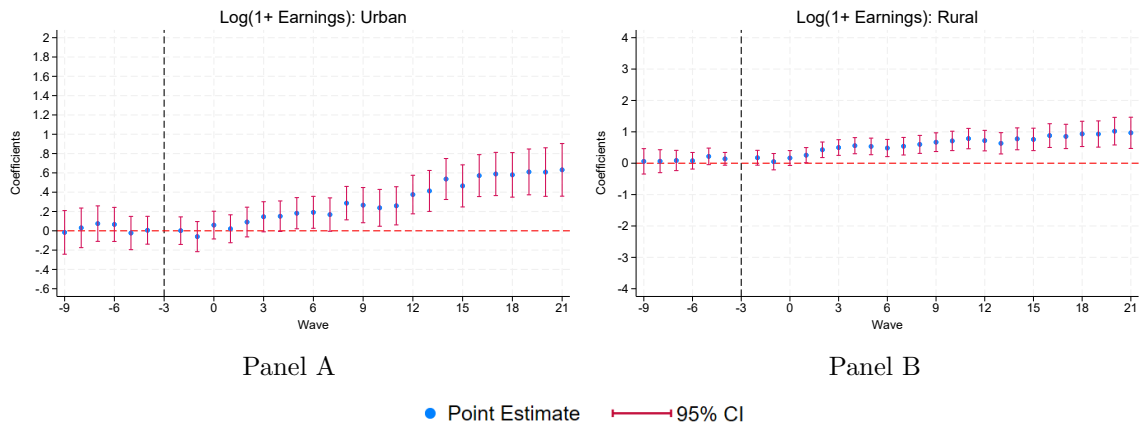 Log(1+ Earnings): Urban
2
1.8
1.6
1.4
1.2
1
.8
.6
.4
.2
0
-.2
-.4
-.6
Coefficients
-9 -6 -3 0 3 6 9 12 15 18 21
Wave
Panel A
Log(1+ Earnings): Rural
4
3
2
1
0
-1
-2
-3
-4
Coefficients
-9 -6 -3 0 3 6 9 12 15 18 21
Wave
Panel B
Point Estimate 95% CI